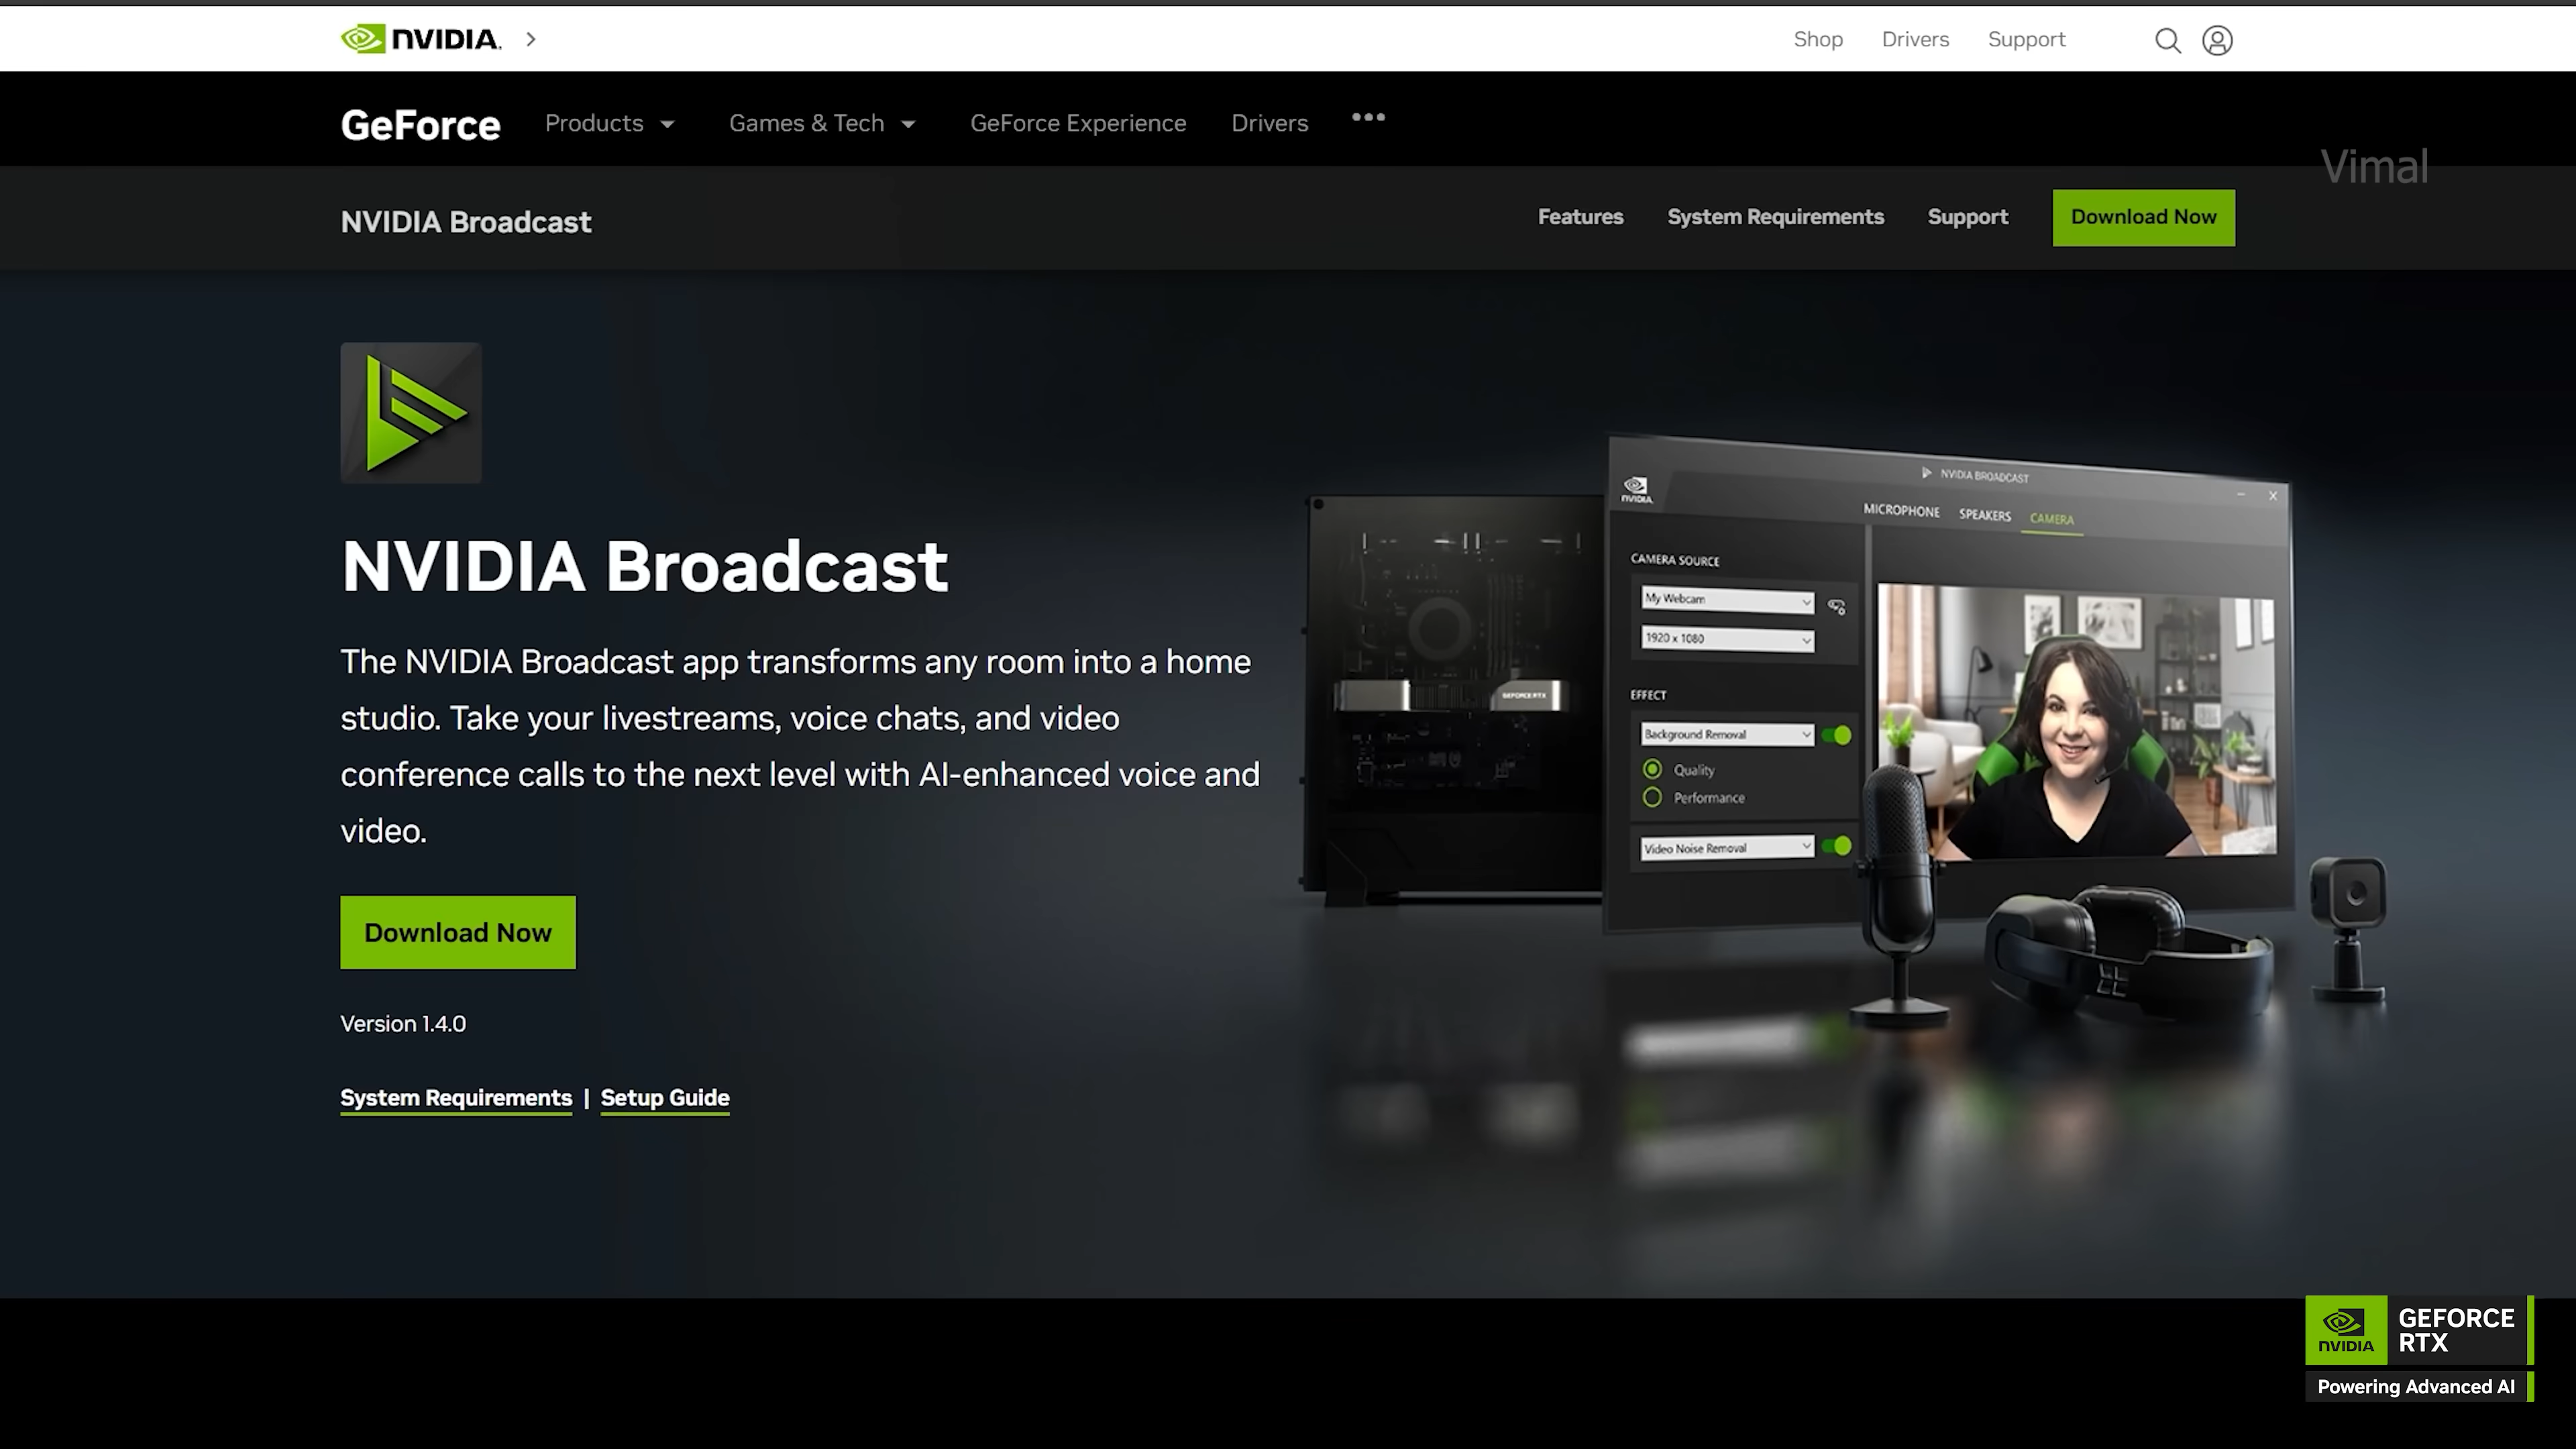 NVIDIA
Shop
Drivers
Support
GeForce
Products
Games & Tech
GeForce Experience
Drivers
Vimal
NVIDIA Broadcast
Features
System Requirements
Support
Download Now
NVIDIA Broadcast
The NVIDIA Broadcast app transforms any room into a home
studio. Take your livestreams, voice chats, and video
conference calls to the next level with AI-enhanced voice and
video.
Download Now
Version 1.4.0
System Requirements | Setup Guide
GEFORCE RTX
NVIDIA
NVIDIA BROADCAST
MICROPHONE
SPEAKERS
CAMERA
CAMERA SOURCE
My Webcam
1920 x 1080
EFFECT
Background Removal
Quality
Performance
Video Noise Removal
NVIDIA
GEFORCE
RTX
Powering Advanced AI